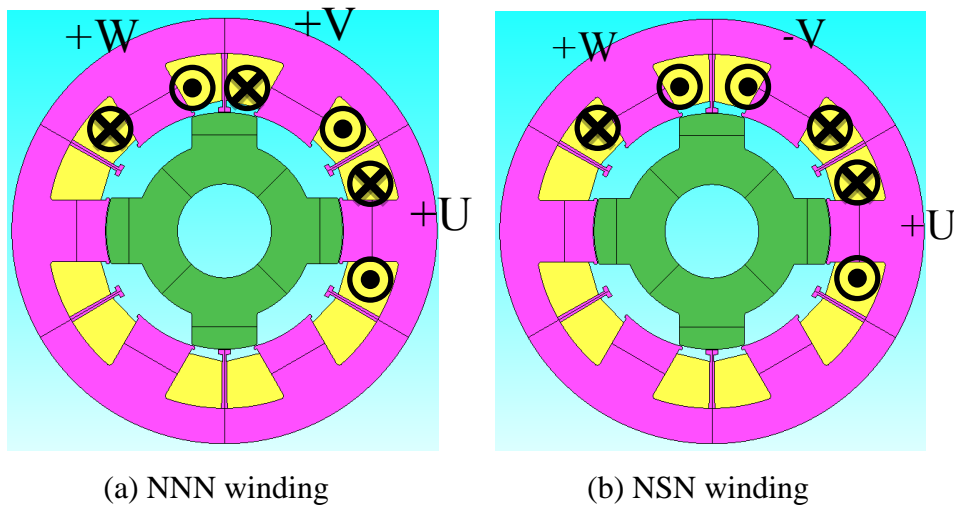 +W
+V
+U
+W
-V
+U
(a) NNN winding
(b) NSN winding